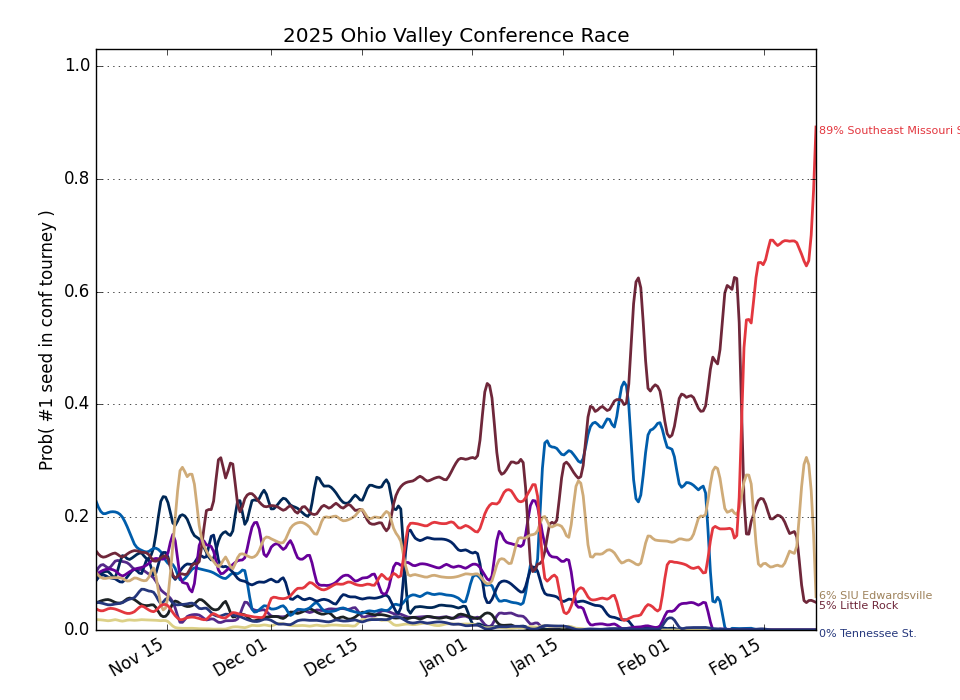 2025 Ohio Valley Conference Race
Prob( #1 seed in conf tourney )
1.0
0.8
0.6
0.4
0.2
0.0
Nov 15
Dec 01
Dec 15
Jan 01
Jan 15
Feb 01
Feb 15
89% Southeast Missouri S
6% SIU Edwardsville
5% Little Rock
0% Tennessee St.